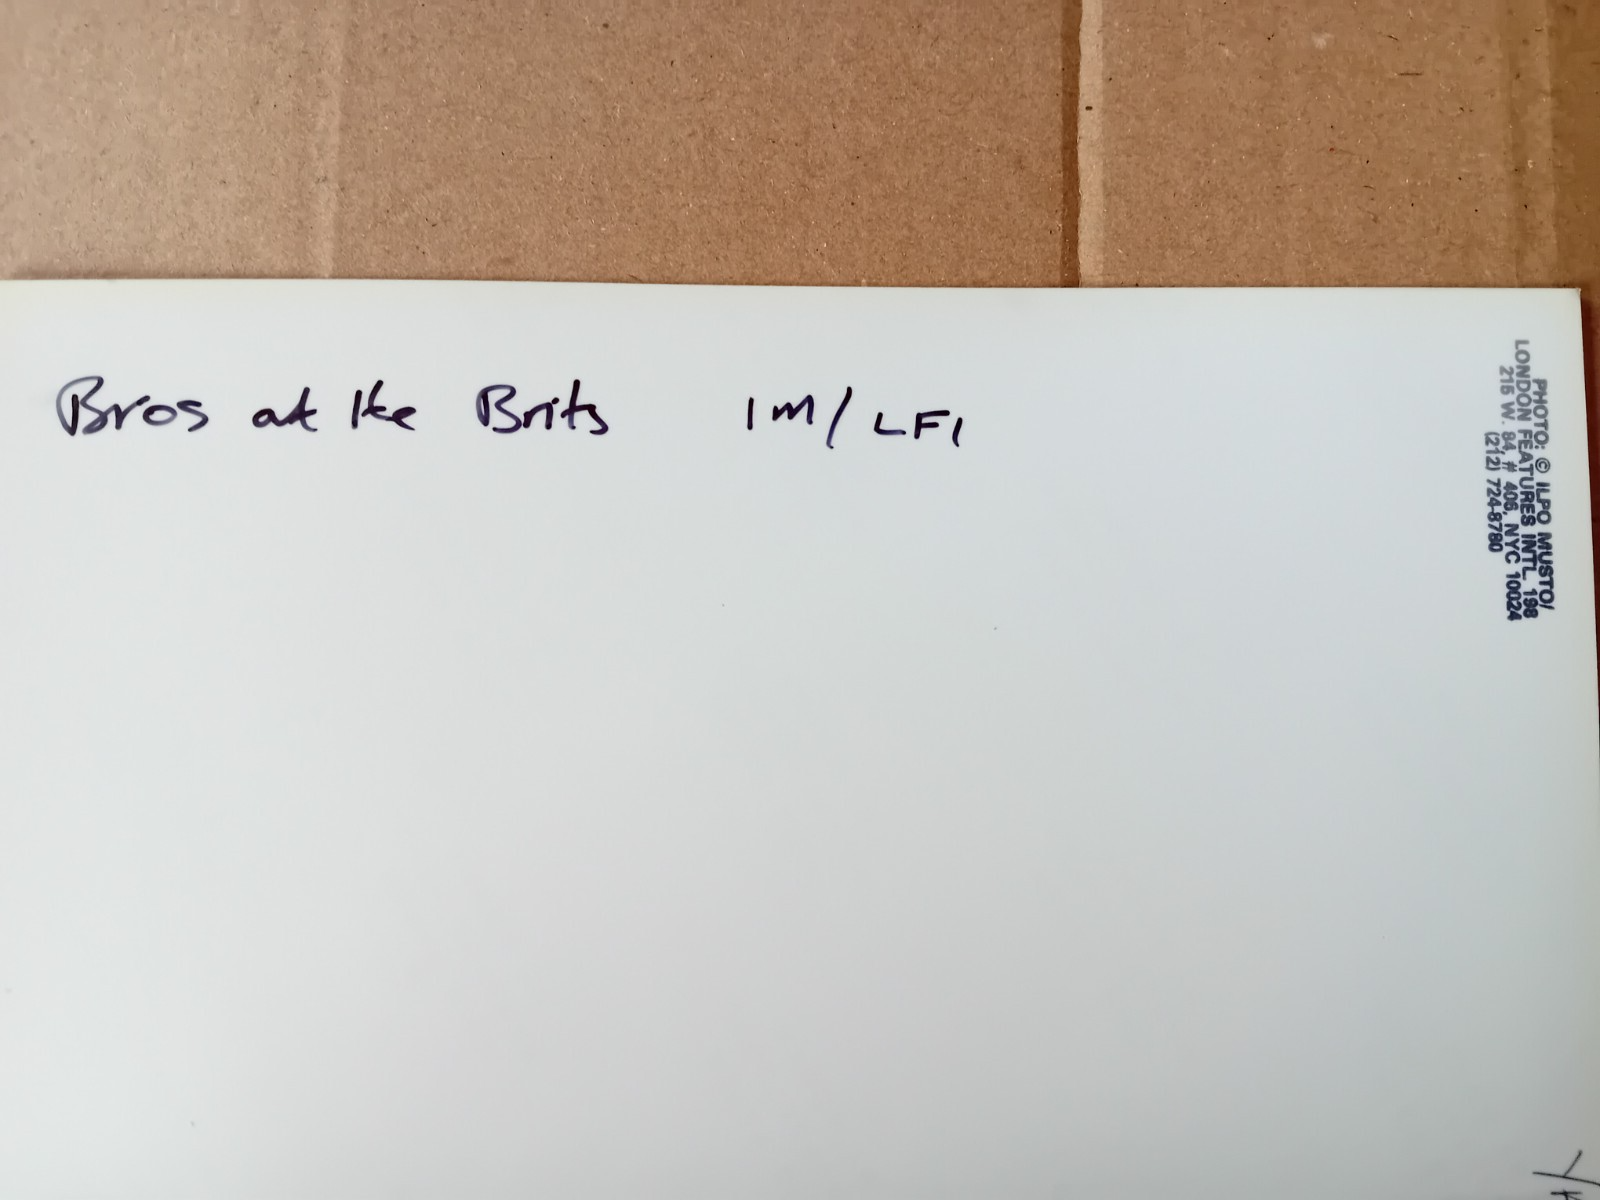 Bros at the Brits IM/LFI
PHOTO: © ILPO MUSTO/
LONDON FEATURES INTL 198
215 W. 84, # 406, NYC 10024
(212) 724-8780